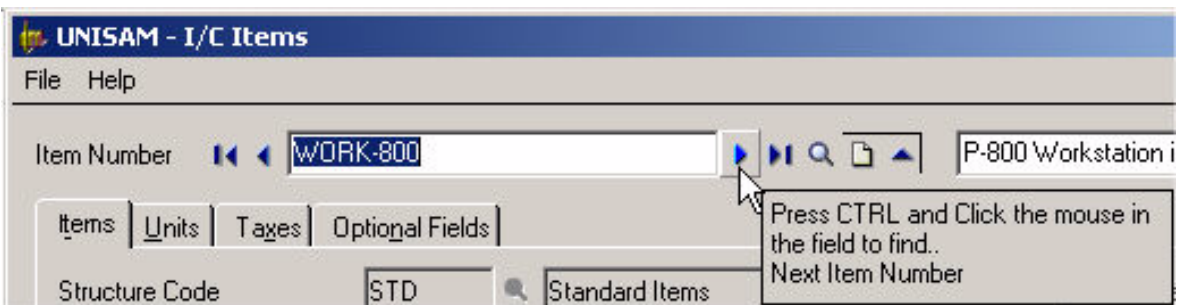 UNISAM - I/C Items
File Help
Item Number WORK-800 P-800 Workstation i
Items Units Taxes Optional Fields
Press CTRL and Click the mouse in
the field to find..
Next Item Number
Structure Code STD Standard Items